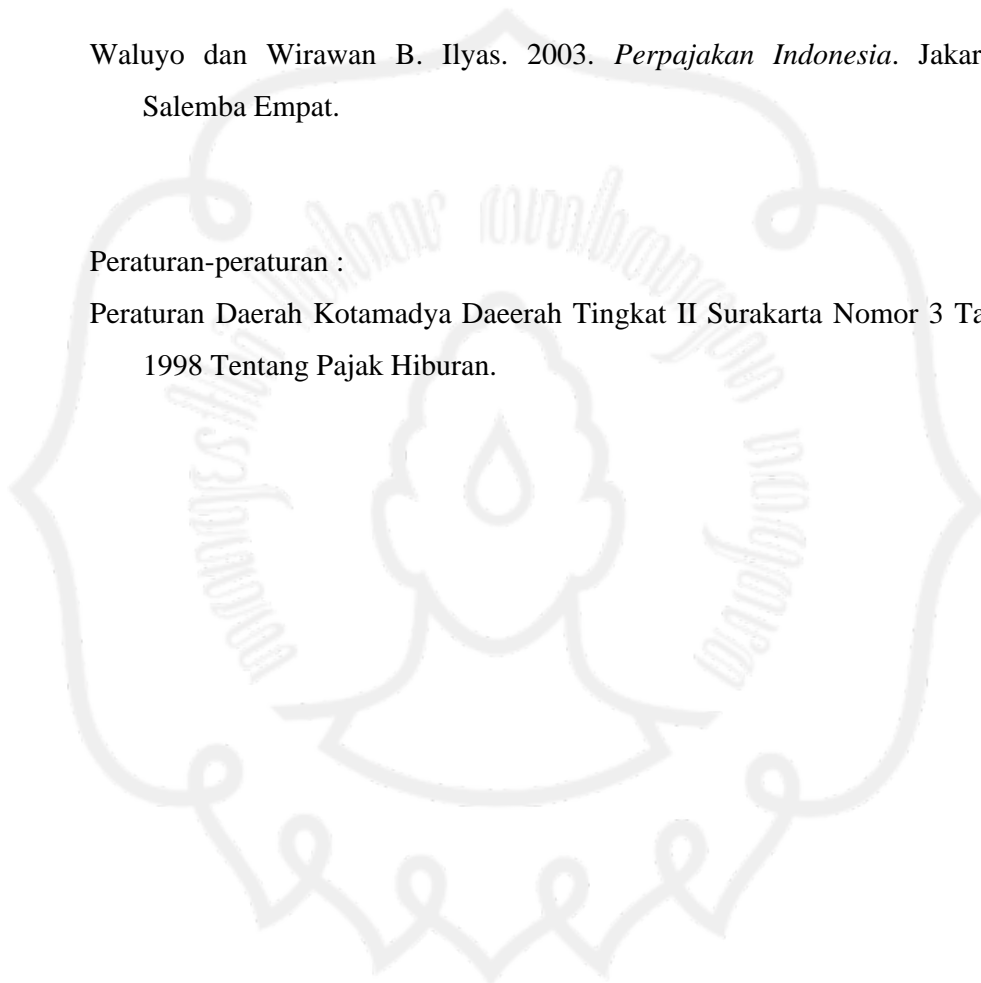 Waluyo dan Wirawan B. Ilyas. 2003. Perpajakan Indonesia. Jakar
Salemba Empat.
Peraturan-peraturan :
Peraturan Daerah Kotamadya Daeerah Tingkat II Surakarta Nomor 3 Ta
1998 Tentang Pajak Hiburan.